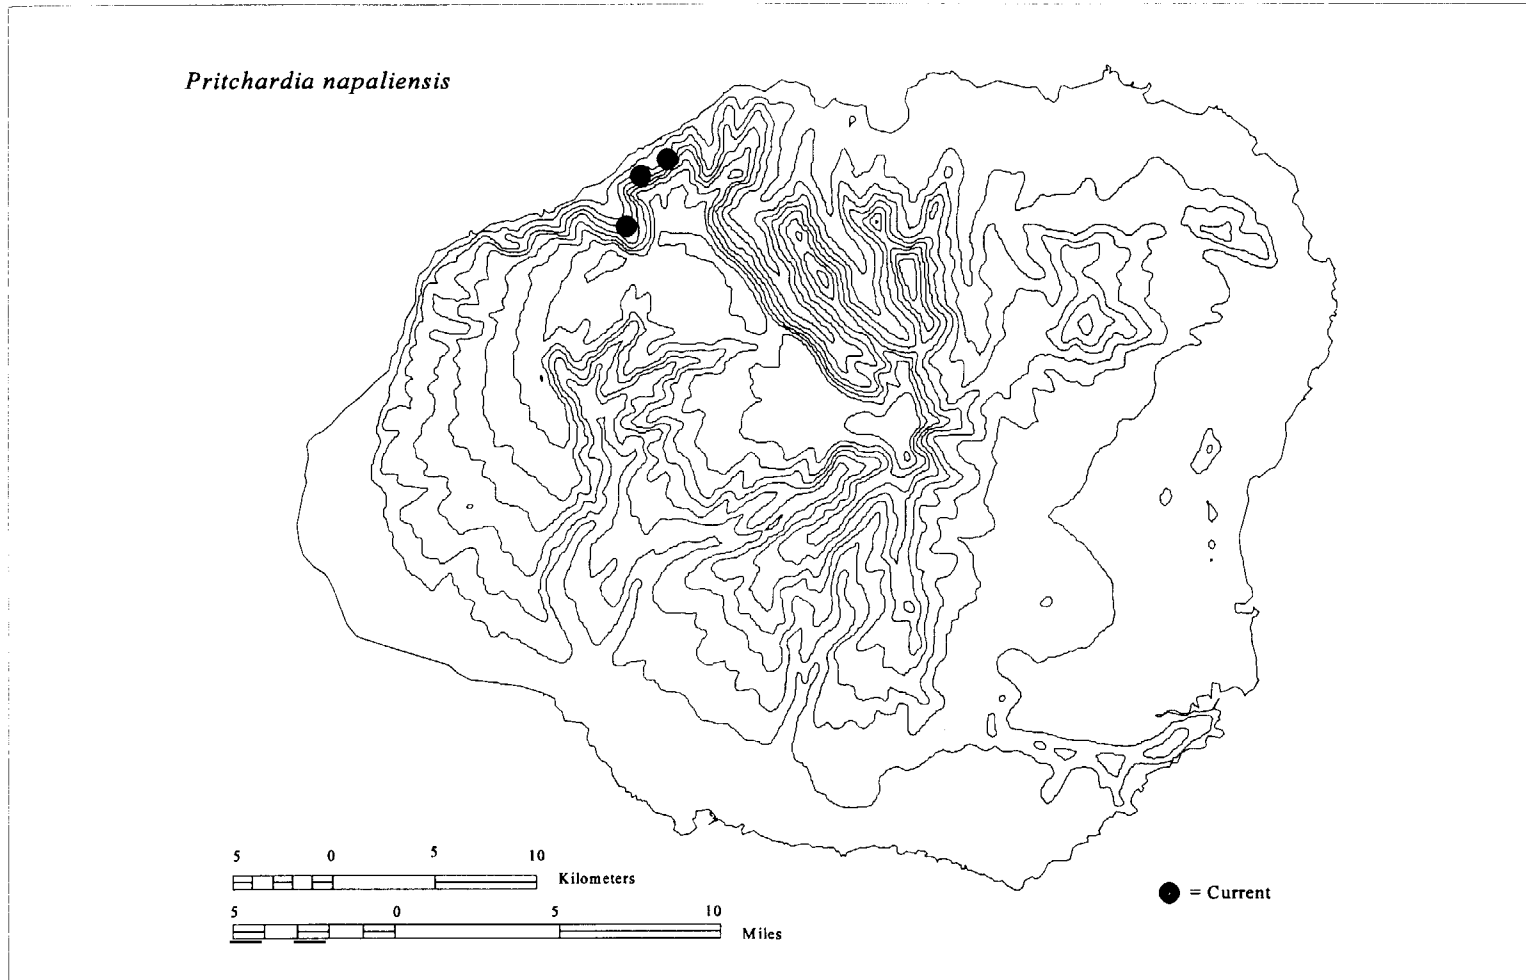 Pritchardia napaliensis
5 0 5 10
Kilometers
5 0 5 10
Miles
= Current